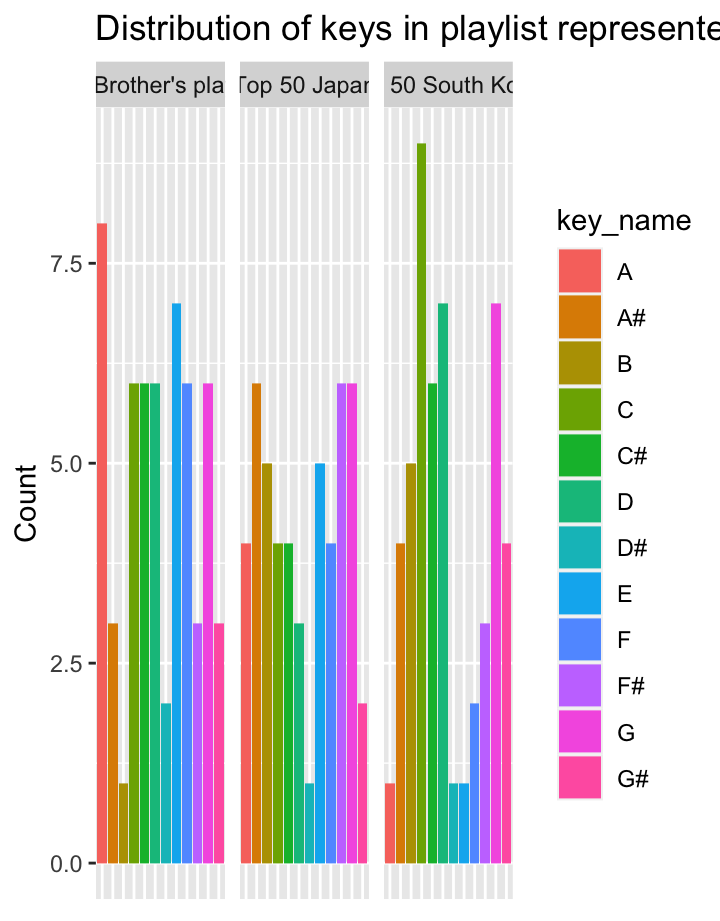 Distribution of keys in playlist represente
Brother's pla
Top 50 Japan
50 South Ko
7.5
5.0
2.5
0.0
Count
key_name
A
A#
B
C
C#
D
D#
E
F
F#
G
G#